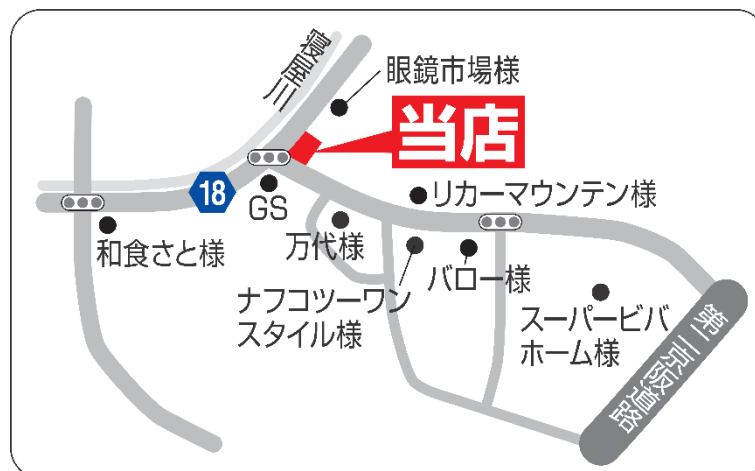 寝屋川
眼鏡市場様
当店
18
GS
リカーマウンテン様
和食さと様
万代様
バロー様
ナフコツーワン
スタイル様
スーパービバ
ホーム様
第二京阪道路